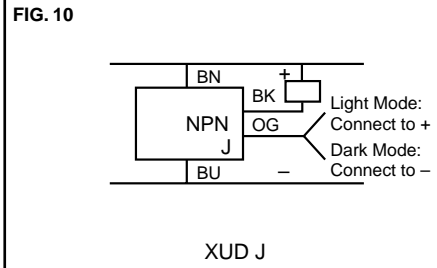 FIG. 10
BN
+
BK
Light Mode:
NPN
OG
Connect to +
J
Dark Mode:
BU
–
Connect to –
XUD J